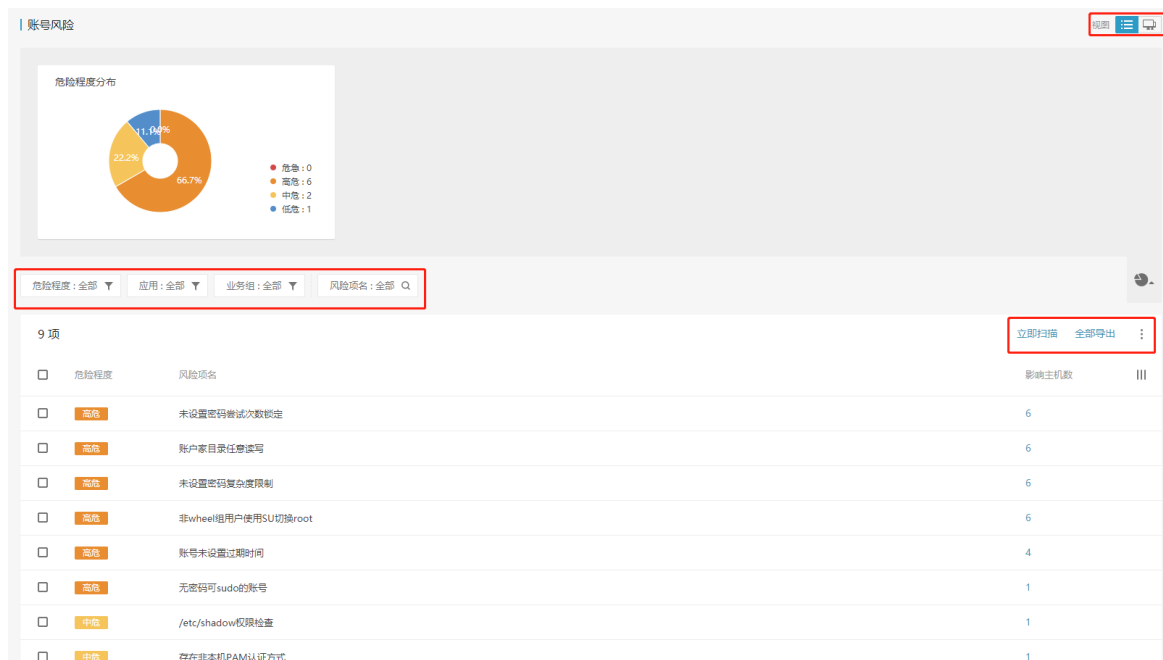 账号风险
视图
危险程度分布
11.1%
0.0%
22.2%
66.7%
危急 : 0
高危 : 6
中危 : 2
低危 : 1
危险程度 : 全部
应用 : 全部
业务组 : 全部
风险项名 : 全部
9 项
立即扫描 全部导出
危险程度 风险项名 影响主机数
高危 未设置密码尝试次数锁定 6
高危 账户家目录任意读写 6
高危 未设置密码复杂度限制 6
高危 非wheel组用户使用SU切换root 6
高危 账号未设置过期时间 4
高危 无密码可sudo的账号 1
中危 /etc/shadow权限检查 1
中危 存在非本机PAM认证方式 1